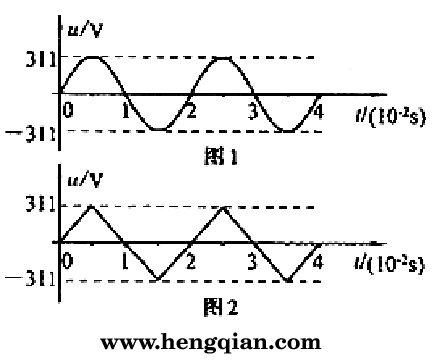 u/V
311
0 1 2 3 4 t/(10⁻²s)
-311
图1
u/V
311
0 1 2 3 4 t/(10⁻²s)
-311
图2
www.hengqian.com